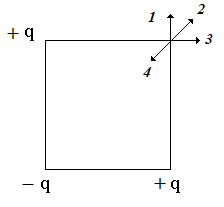 1 2
+ q 3
4
− q + q